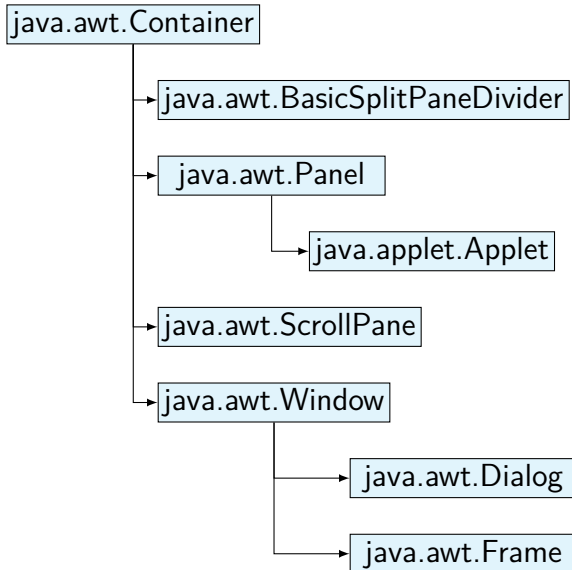 java.awt.Container
java.awt.BasicSplitPaneDivider
java.awt.Panel
java.applet.Applet
java.awt.ScrollPane
java.awt.Window
java.awt.Dialog
java.awt.Frame